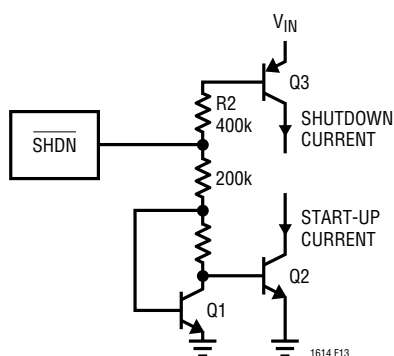 V_IN
Q3
R2
400k
SHUTDOWN
CURRENT
SHDN
200k
START-UP
CURRENT
Q2
Q1
1614 F13